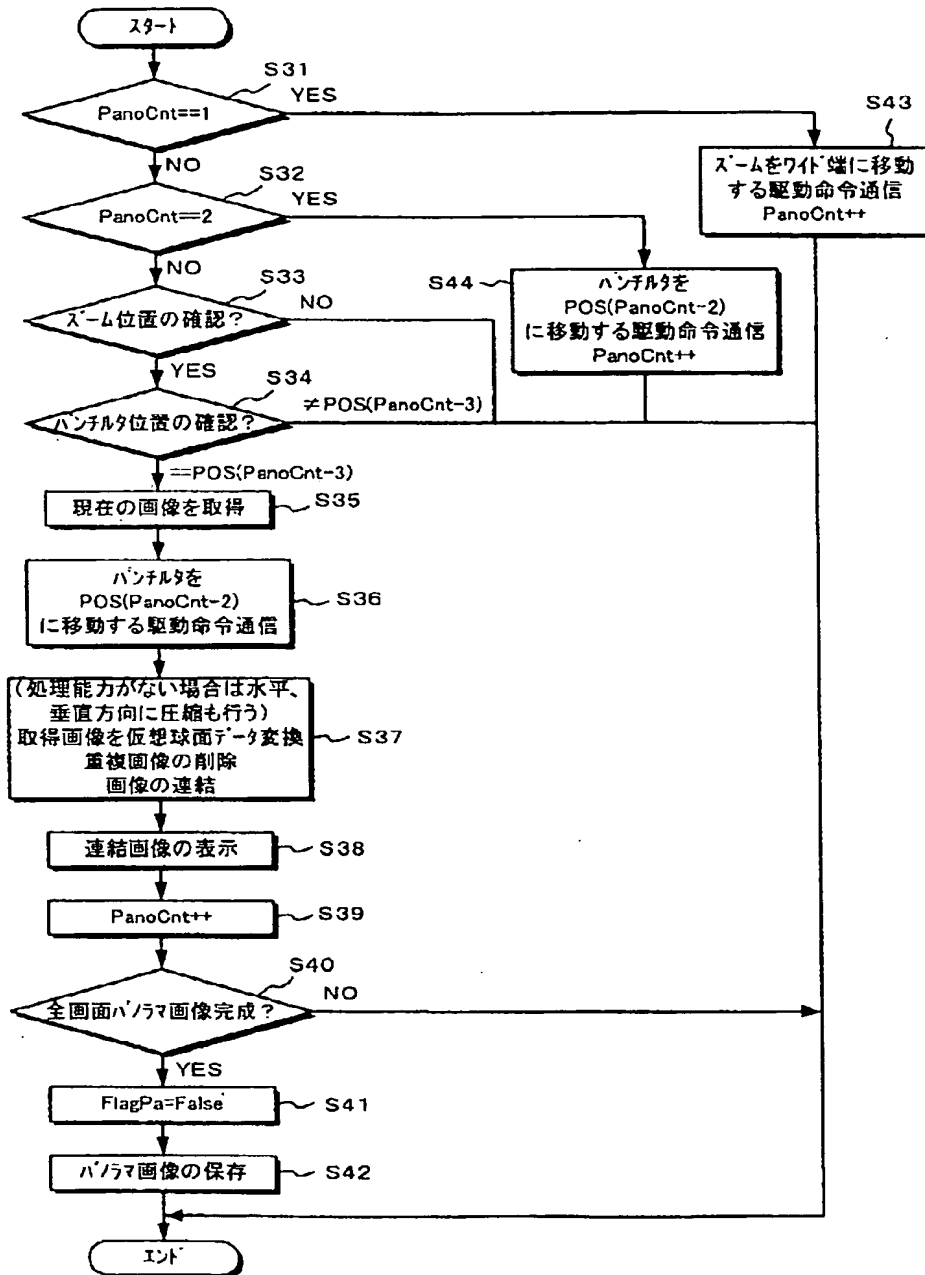 スタート
S31
PanoCnt==1
YES
NO
S43
ズームをワイド端に移動
する駆動命令通信
PanoCnt++
S32
PanoCnt==2
YES
NO
S44
パンチルタを
POS(PanoCnt-2)
に移動する駆動命令通信
PanoCnt++
S33
ズーム位置の確認?
NO
YES
S34
パンチルタ位置の確認?
≠POS(PanoCnt-3)
==POS(PanoCnt-3)
現在の画像を取得
S35
パンチルタを
POS(PanoCnt-2)
に移動する駆動命令通信
S36
(処理能力がない場合は水平、
垂直方向に圧縮も行う)
取得画像を仮想球面データ変換
重複画像の削除
画像の連結
S37
連結画像の表示
S38
PanoCnt++
S39
S40
全画面パノラマ画像完成?
NO
YES
FlagPa=False
S41
パノラマ画像の保存
S42
エンド